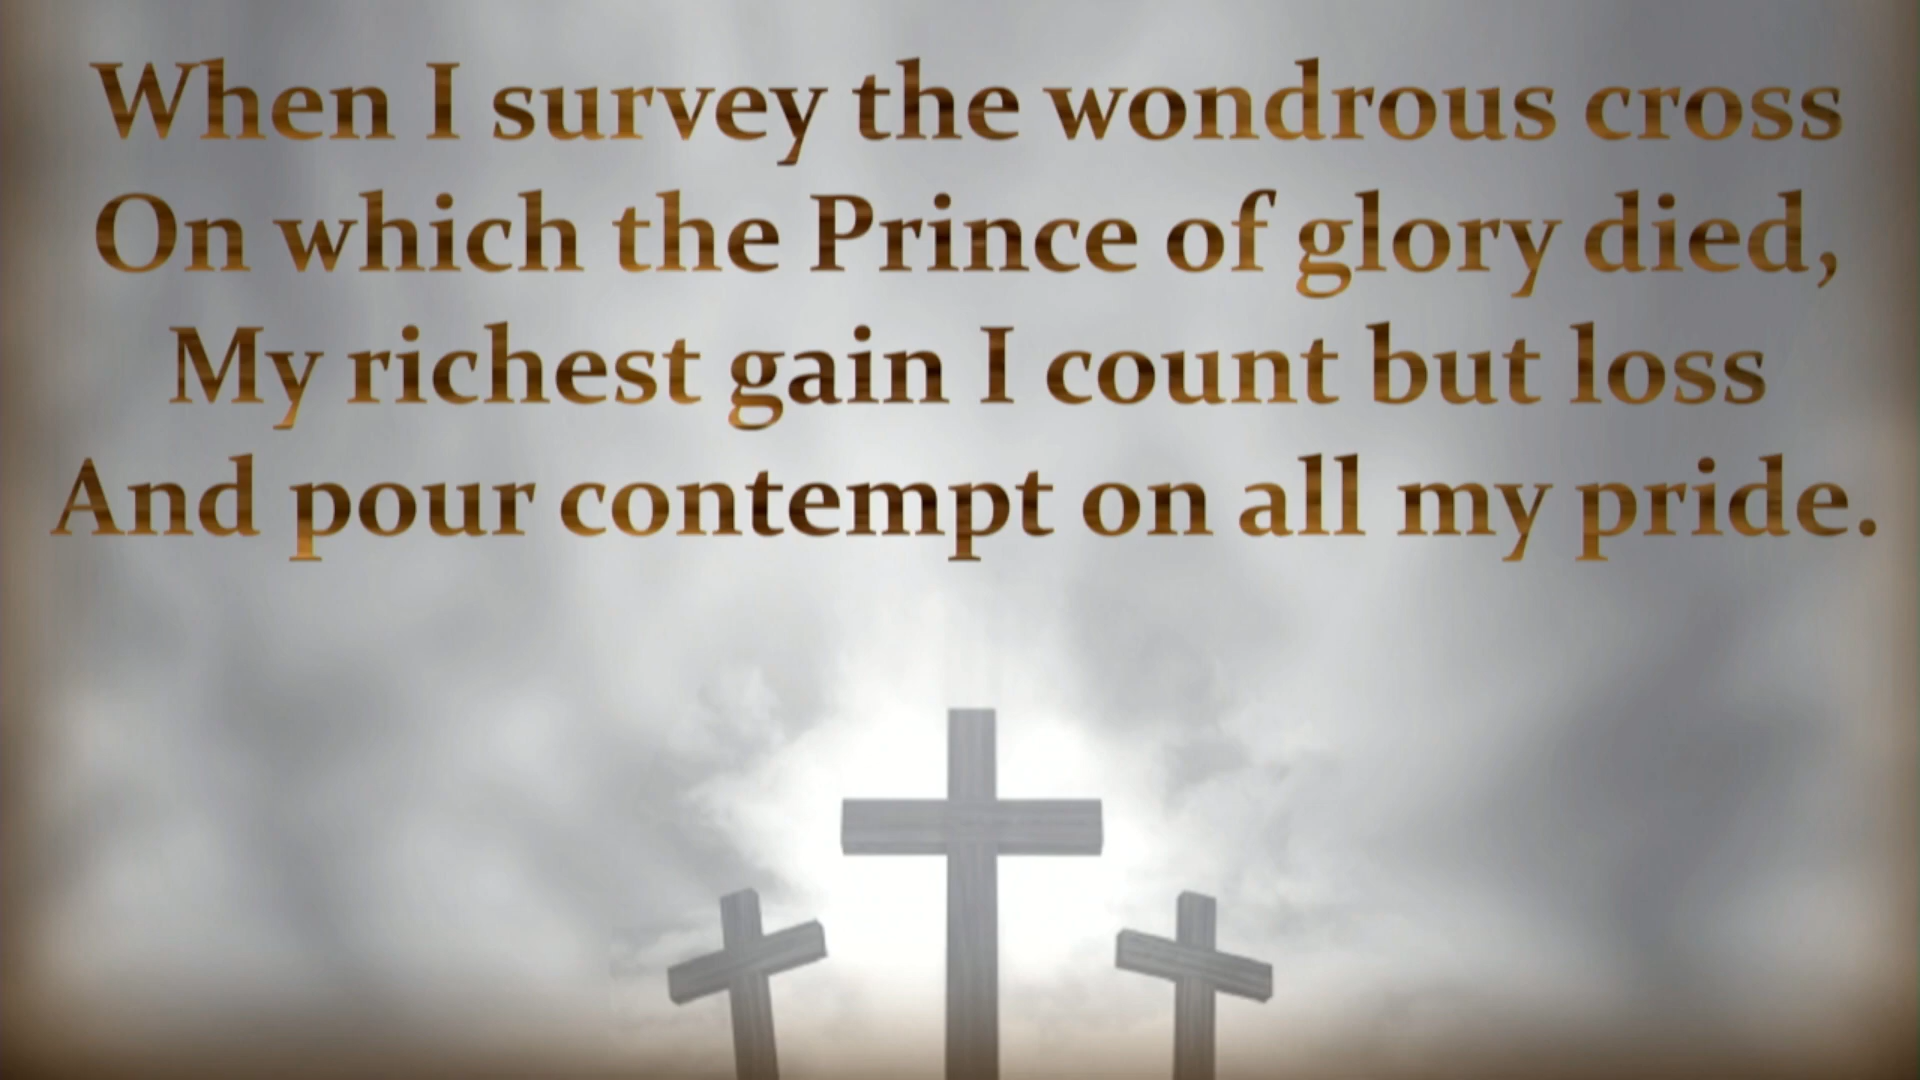 When I survey the wondrous cross
On which the Prince of glory died,
My richest gain I count but loss
And pour contempt on all my pride.